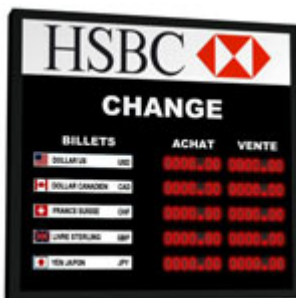 HSBC
CHANGE
BILLETS ACHAT VENTE
DOLLAR US USD 0000.00 0000.00
DOLLAR CANADIEN CAD 0000.00 0000.00
FRANCS SUISSE CHF 0000.00 0000.00
LIVRE STERLING GBP 0000.00 0000.00
YEN JAPON JPY 0000.00 0000.00